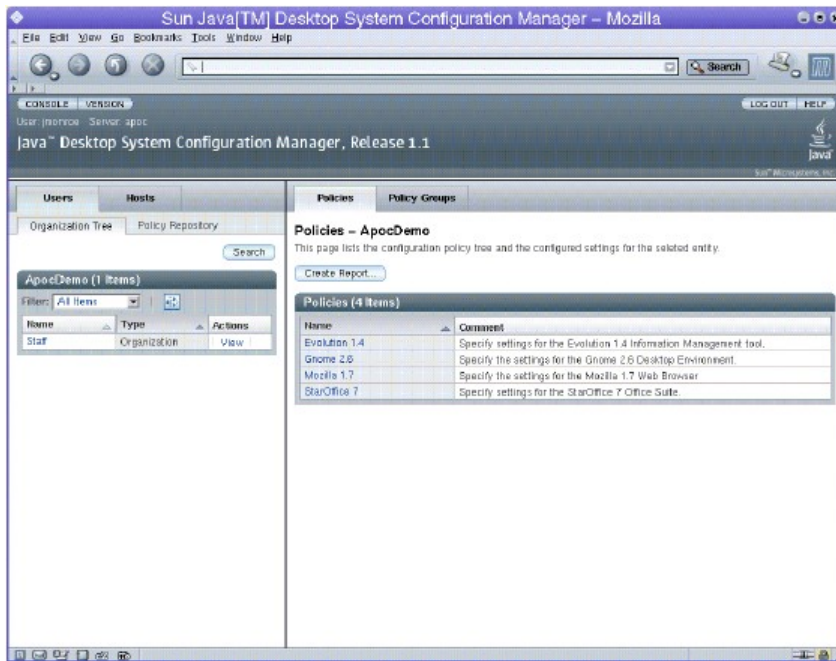 Sun Java[TM] Desktop System Configuration Manager – Mozilla
File Edit View Go Bookmarks Tools Window Help
Search
CONSOLE VERSION LOG OUT HELP
User: jmonroe Server: apoc
Java™ Desktop System Configuration Manager, Release 1.1
Java
Sun™ Microsystems, Inc.
Users Hosts
Organization Tree Policy Repository
Search
ApocDemo (1 Items)
Filter: All Items
Name Type Actions
Staff Organization View
Policies Policy Groups
Policies – ApocDemo
This page lists the configuration policy tree and the configured settings for the seleted entity.
Create Report...
Policies (4 Items)
Name Comment
Evolution 1.4 Specify settings for the Evolution 1.4 Information Management tool.
Gnome 2.6 Specify the settings for the Gnome 2.6 Desktop Environment.
Mozilla 1.7 Specify the settings for the Mozilla 1.7 Web Browser
StarOffice 7 Specify settings for the StarOffice 7 Office Suite.